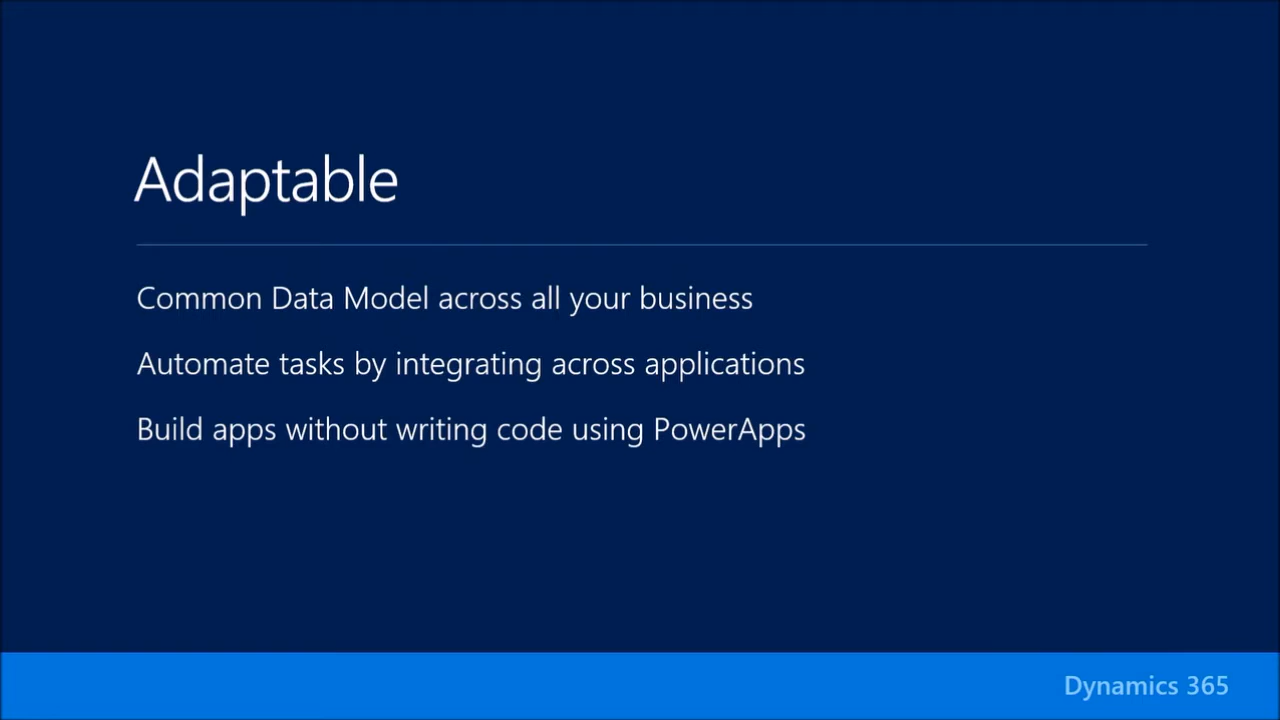 Adaptable
Common Data Model across all your business
Automate tasks by integrating across applications
Build apps without writing code using PowerApps
Dynamics 365